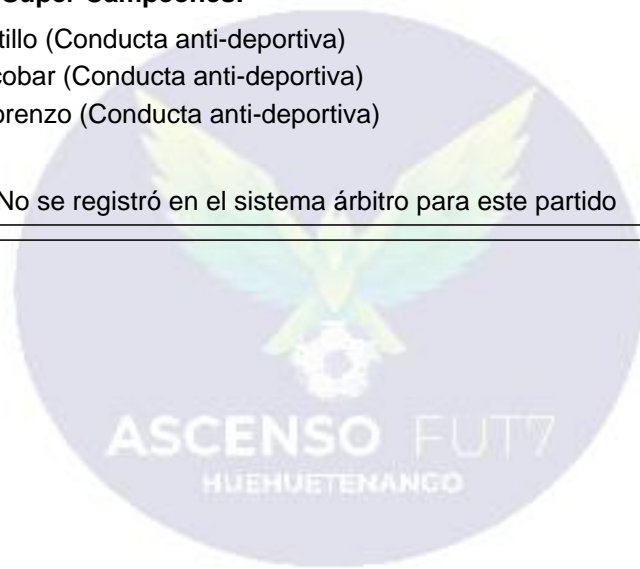 Super Campeones:
tillo (Conducta anti-deportiva)
cobar (Conducta anti-deportiva)
orenzo (Conducta anti-deportiva)
No se registró en el sistema árbitro para este partido
ASCENSO FUT7
HUEHUETENANGO